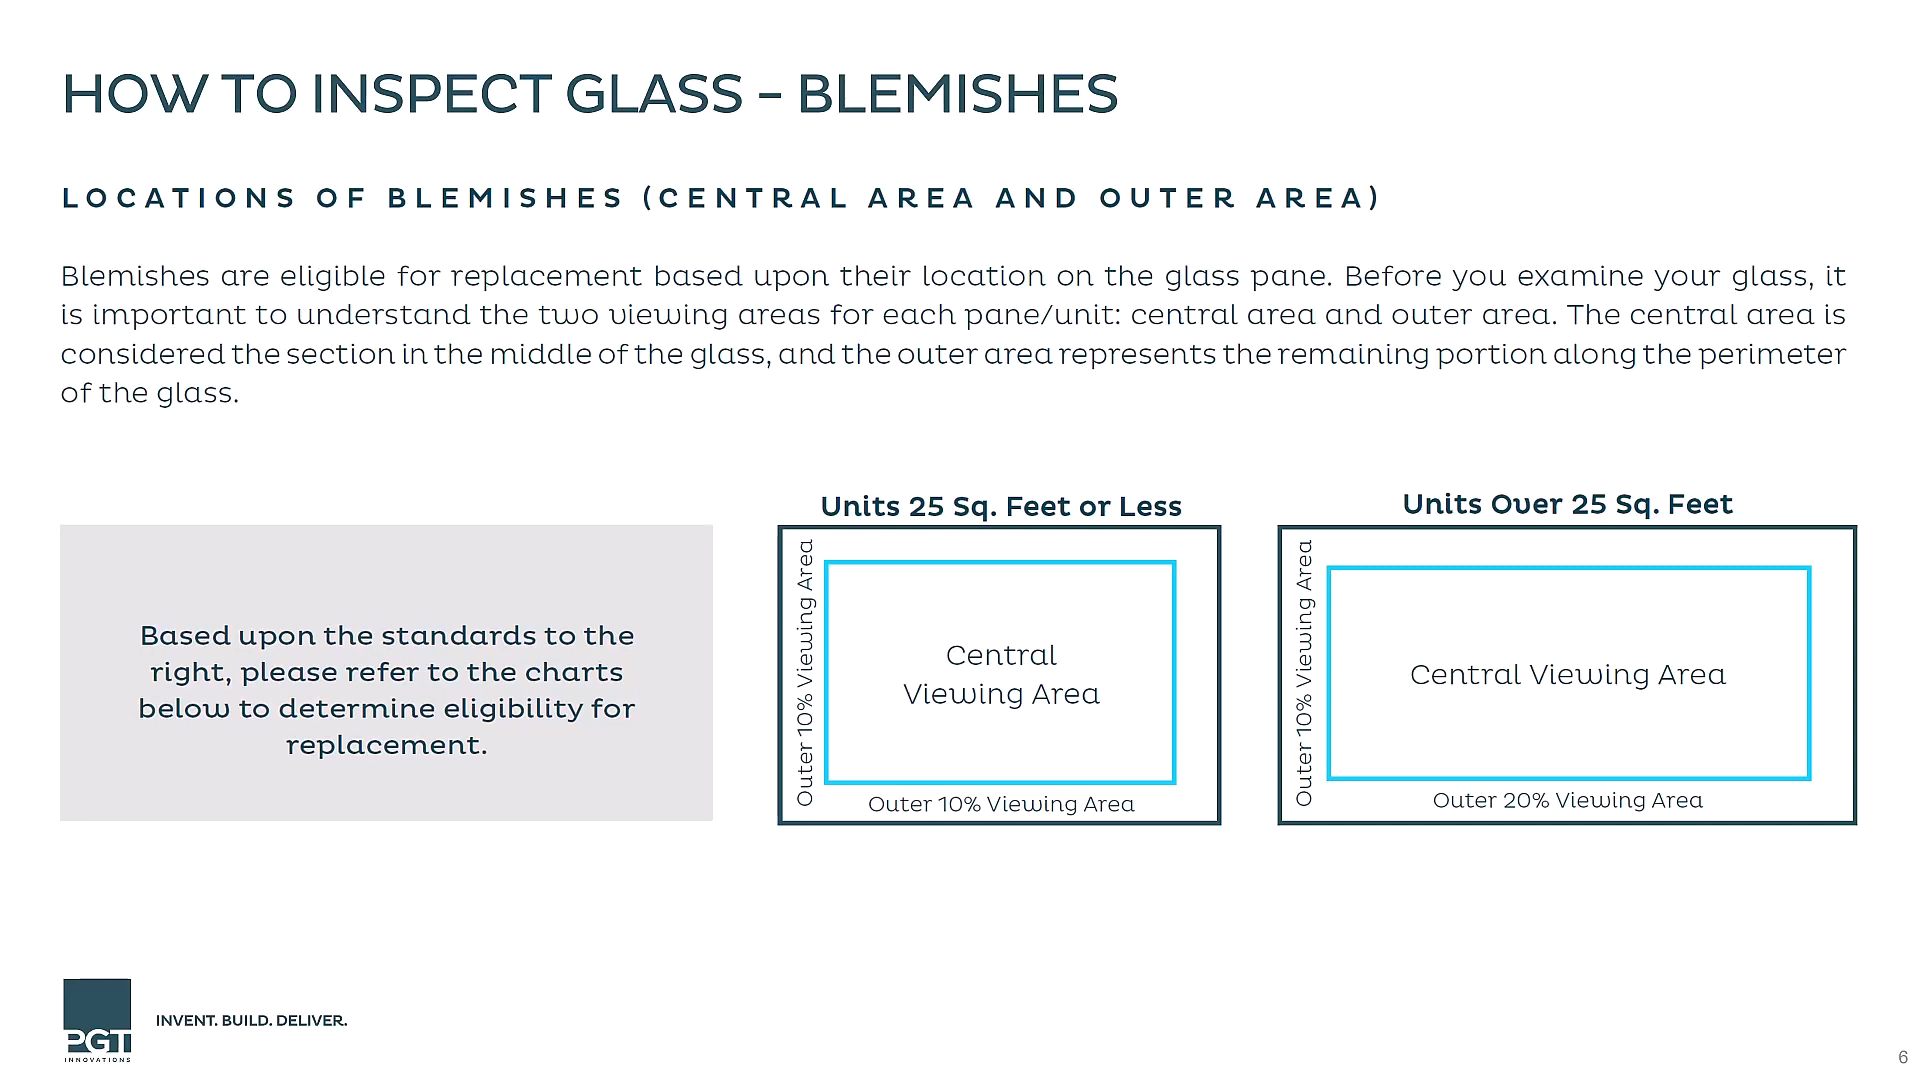 HOW TO INSPECT GLASS – BLEMISHES
LOCATIONS OF BLEMISHES (CENTRAL AREA AND OUTER AREA)
Blemishes are eligible for replacement based upon their location on the glass pane. Before you examine your glass, it
is important to understand the two viewing areas for each pane/unit: central area and outer area. The central area is
considered the section in the middle of the glass, and the outer area represents the remaining portion along the perimeter
of the glass.
Based upon the standards to the
right, please refer to the charts
below to determine eligibility for
replacement.
Units 25 Sq. Feet or Less
Outer 10% Viewing Area
Central
Viewing Area
Outer 10% Viewing Area
Units Over 25 Sq. Feet
Outer 10% Viewing Area
Central Viewing Area
Outer 20% Viewing Area
PGT
INNOVATIONS
INVENT. BUILD. DELIVER.
6